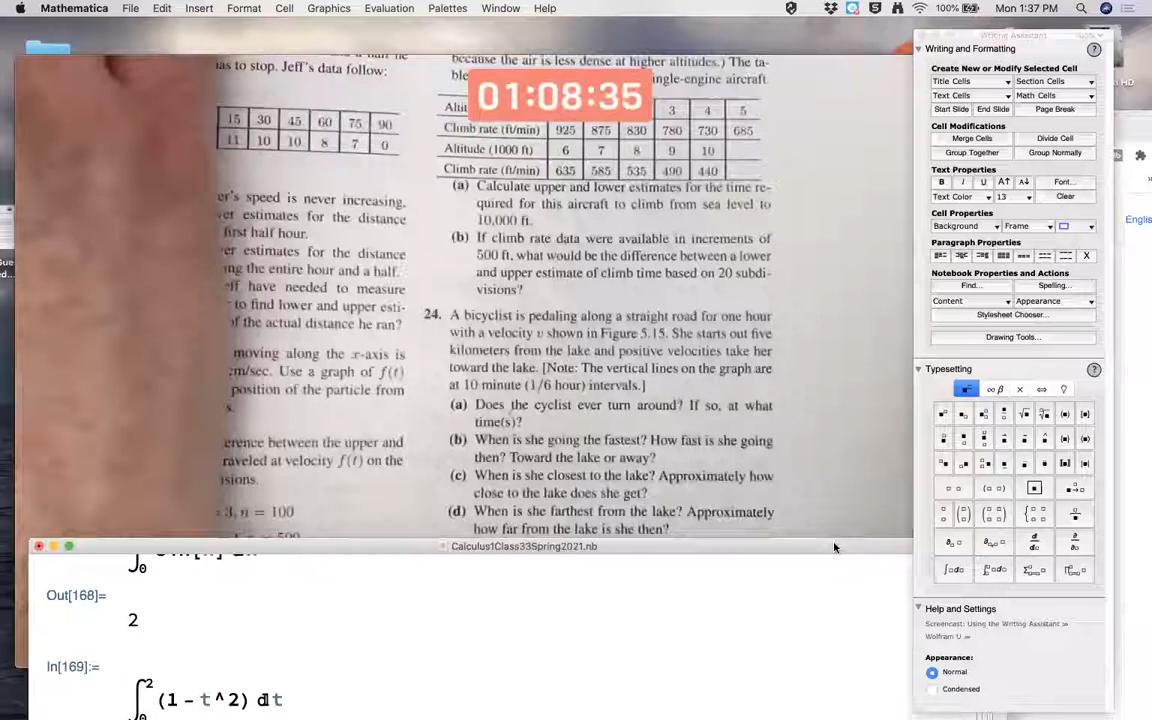 Mathematica File Edit Insert Format Cell Graphics Evaluation Palettes Window Help 100% Mon 1:37 PM
has to stop. Jeff's data follow:
15 30 45 60 75 90
11 10 10 8 7 0
er's speed is never increasing,
er estimates for the distance
first half hour.
er estimates for the distance
ng the entire hour and a half.
eff have needed to measure
to find lower and upper esti-
of the actual distance he ran?
moving along the x-axis is
cm/sec. Use a graph of f(t)
position of the particle from
s.
erence between the upper and
raveled at velocity f(t) on the
isions.
= 3, n = 100
because the air is less dense at higher altitudes.) The ta-
ble
ngle-engine aircraft
01:08:35
Altit 3 4 5
Climb rate (ft/min) 925 875 830 780 730 685
Altitude (1000 ft) 6 7 8 9 10
Climb rate (ft/min) 635 585 535 490 440
(a) Calculate upper and lower estimates for the time re-
quired for this aircraft to climb from sea level to
10,000 ft.
(b) If climb rate data were available in increments of
500 ft, what would be the difference between a lower
and upper estimate of climb time based on 20 subdi-
visions?
24. A bicyclist is pedaling along a straight road for one hour
with a velocity v shown in Figure 5.15. She starts out five
kilometers from the lake and positive velocities take her
toward the lake. [Note: The vertical lines on the graph are
at 10 minute (1/6 hour) intervals.]
(a) Does the cyclist ever turn around? If so, at what
time(s)?
(b) When is she going the fastest? How fast is she going
then? Toward the lake or away?
(c) When is she closest to the lake? Approximately how
close to the lake does she get?
(d) When is she farthest from the lake? Approximately
how far from the lake is she then?
Calculus1Class33Spring2021.nb
Out[168]=
2
In[169]:=
∫₀² (1 - t^2) dt
Writing Assistant
Writing and Formatting
Create New or Modify Selected Cell
Title Cells Section Cells
Text Cells Math Cells
Start Slide End Slide Page Break
Cell Modifications
Merge Cells Divide Cell
Group Together Group Normally
Text Properties
B I U Font...
Text Color 13 Clear
Cell Properties
Background Frame
Paragraph Properties
Notebook Properties and Actions
Find... Spelling...
Content Appearance
Stylesheet Chooser...
Drawing Tools...
Typesetting
Help and Settings
Screencast: Using the Writing Assistant »
Wolfram U »
Appearance:
Normal
Condensed
Englis